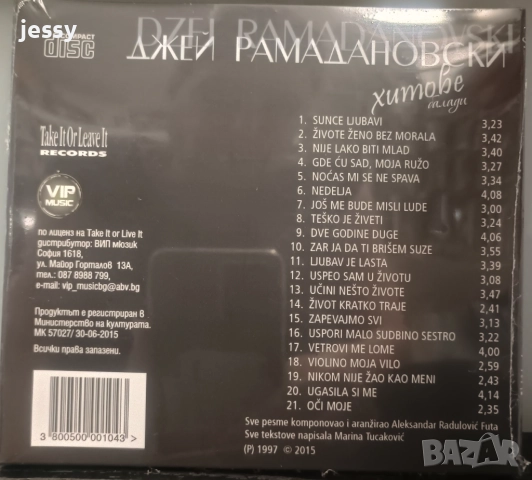 jessy
COMPACT
DISC
DZEJ RAMADANOVSKI
ДЖЕЙ РАМАДАНОВСКИ
хитове
балади
Take It Or Leave It
RECORDS
VIP
MUSIC
по лиценз на Take It or Live It
дистрибутор: ВИП мюзик
София 1618,
ул. Майор Горталов 13А,
тел.: 087 8988 799,
e-mail: vip_musicbg@abv.bg
Продуктът е регистриран в
Министерство на културата.
МК 57027/ 30-06-2015
Всички права запазени.
3 800500 001043 >
1. SUNCE LJUBAVI 3,23
2. ŽIVOTE ŽENO BEZ MORALA 3,42
3. NIJE LAKO BITI MLAD 3,40
4. GDE ĆU SAD, MOJA RUŽO 3,27
5. NOĆAS MI SE NE SPAVA 3,34
6. NEDELJA 4,08
7. JOŠ ME BUDE MISLI LUDE 3,00
8. TEŠKO JE ŽIVETI 3,24
9. DVE GODINE DUGE 4,06
10. ZAR JA DA TI BRIŠEM SUZE 3,55
11. LJUBAV JE LASTA 3,39
12. USPEO SAM U ŽIVOTU 3,08
13. UČINI NEŠTO ŽIVOTE 3,47
14. ŽIVOT KRATKO TRAJE 2,41
15. ZAPEVAJMO SVI 3,13
16. USPORI MALO SUDBINO SESTRO 3,22
17. VETROVI ME LOME 4,00
18. VIOLINO MOJA VILO 2,59
19. NIKOM NIJE ŽAO KAO MENI 2,43
20. UGASILA SI ME 4,14
21. OČI MOJE 2,35
Sve pesme komponovao i aranžirao Aleksandar Radulović Futa
Sve tekstove napisala Marina Tucaković
(P) 1997 © 2015
BAZAR